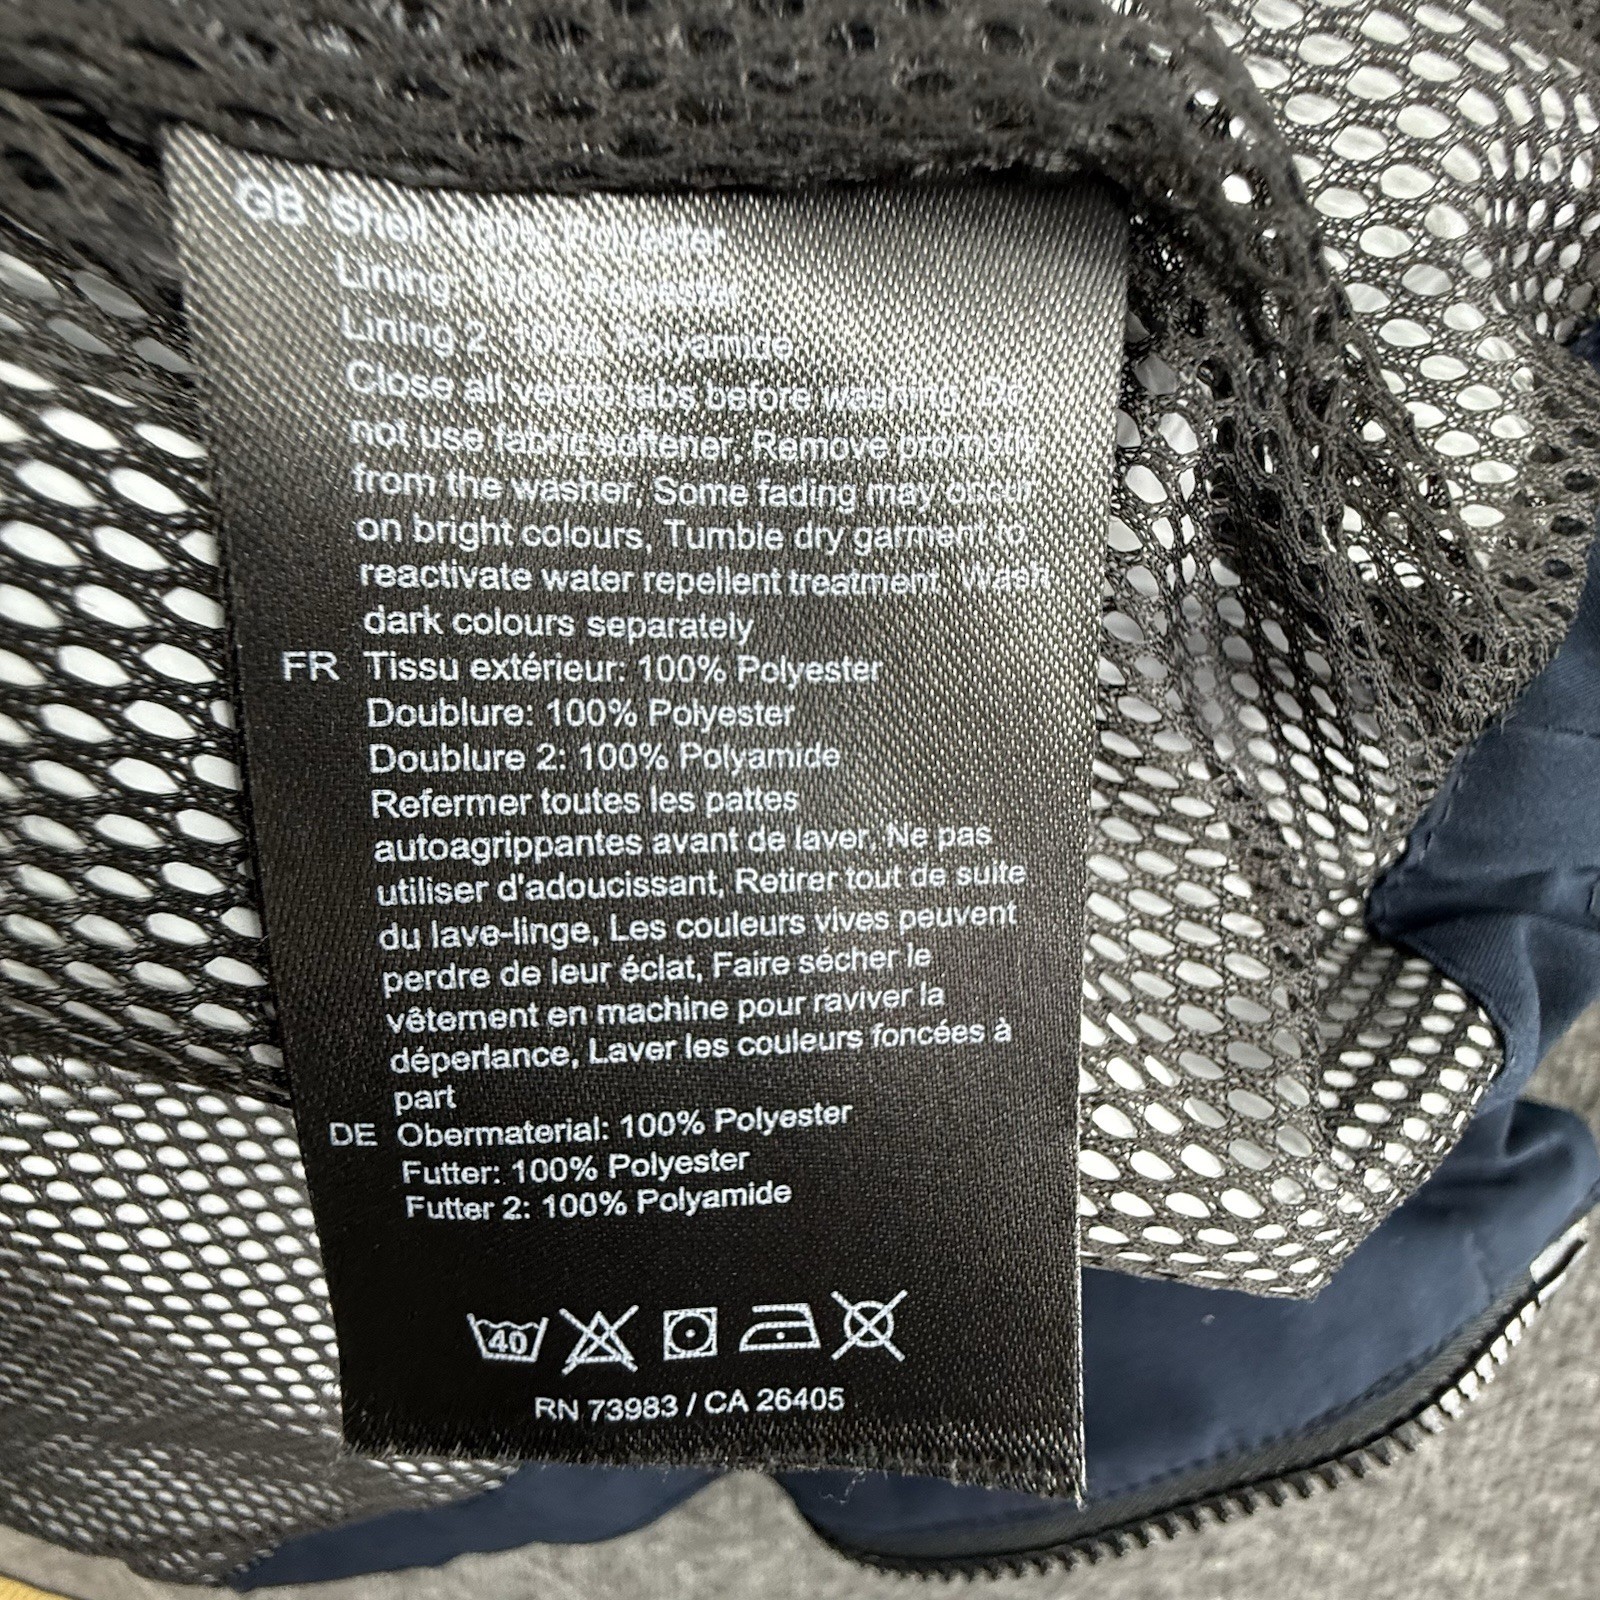 GB Shell: 100% Polyester
Lining: 100% Polyester
Lining 2: 100% Polyamide
Close all velcro tabs before washing, Do
not use fabric softener, Remove promptly
from the washer, Some fading may occur
on bright colours, Tumble dry garment to
reactivate water repellent treatment, Wash
dark colours separately
FR Tissu extérieur: 100% Polyester
Doublure: 100% Polyester
Doublure 2: 100% Polyamide
Refermer toutes les pattes
autoagrippantes avant de laver, Ne pas
utiliser d'adoucissant, Retirer tout de suite
du lave-linge, Les couleurs vives peuvent
perdre de leur éclat, Faire sécher le
vêtement en machine pour raviver la
déperlance, Laver les couleurs foncées à
part
DE Obermaterial: 100% Polyester
Futter: 100% Polyester
Futter 2: 100% Polyamide
40
RN 73983 / CA 26405